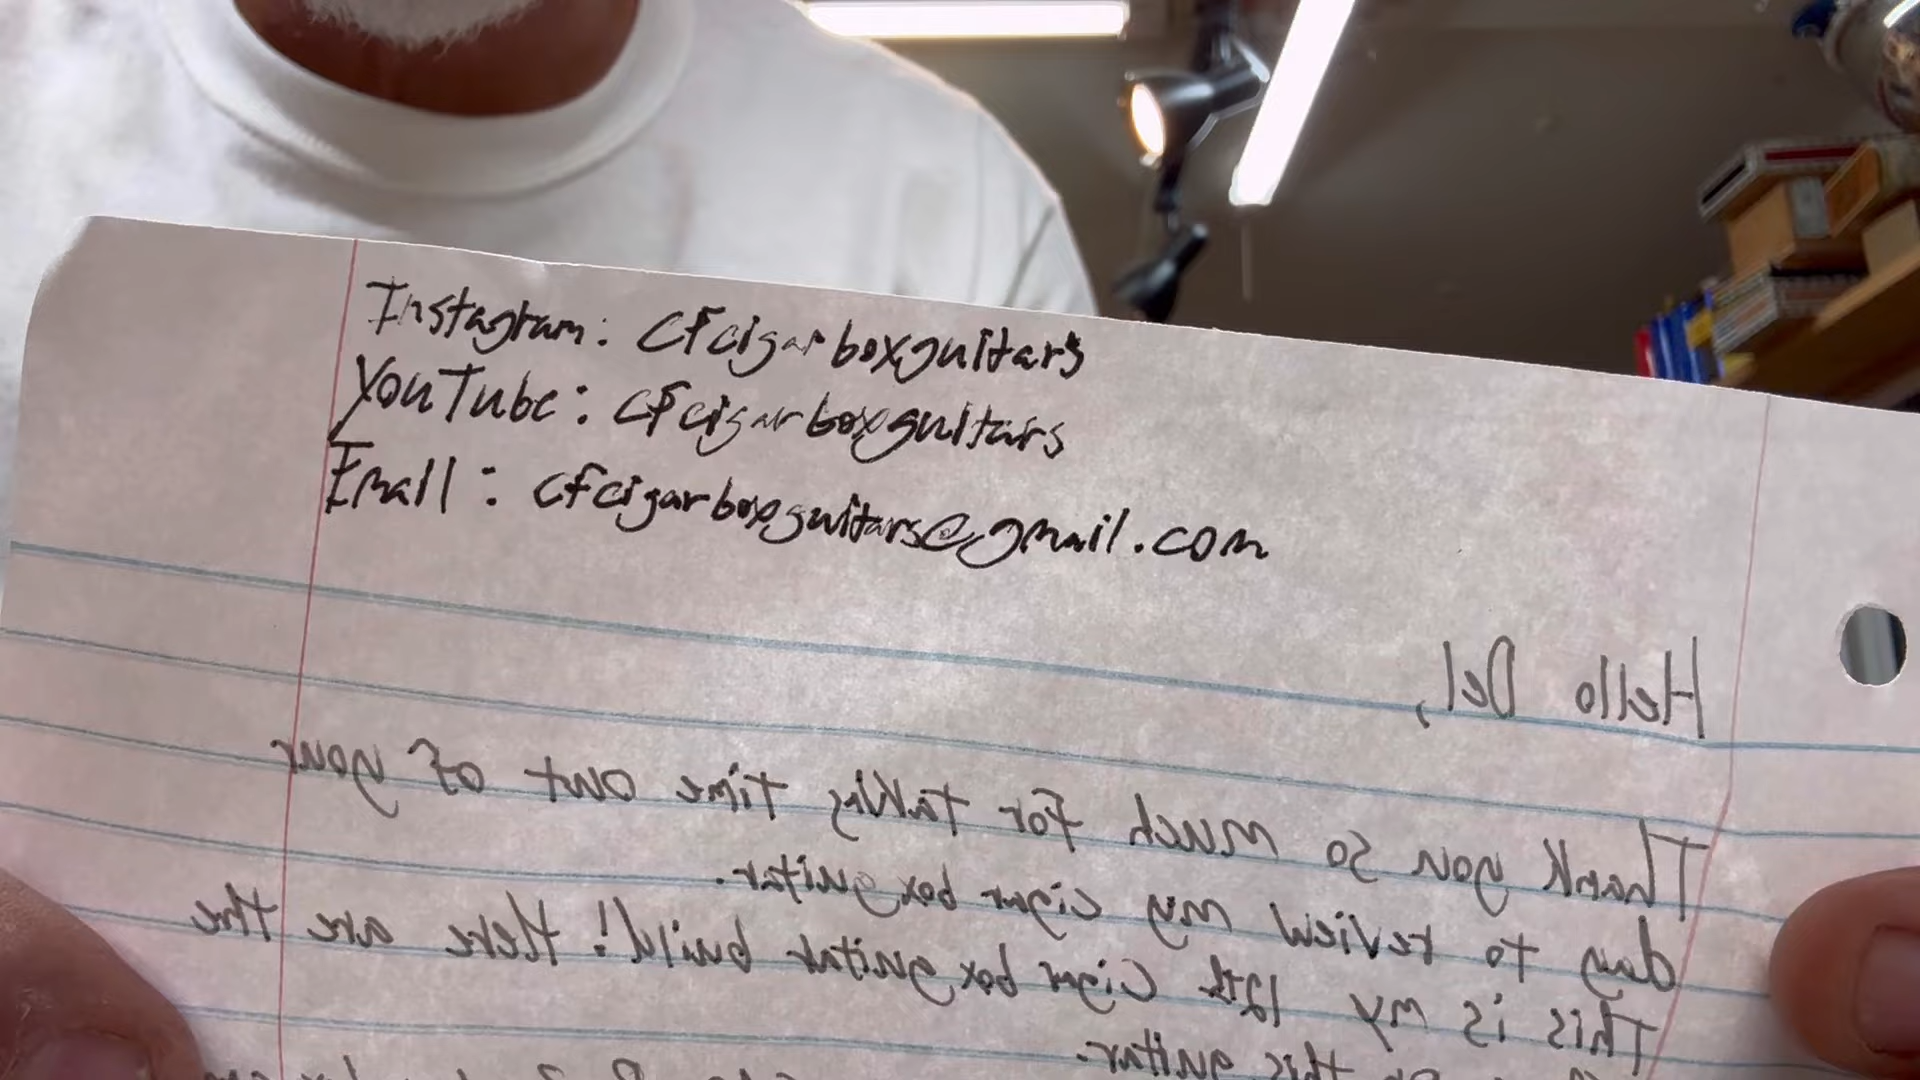 Instagram: cfcigarboxguitars
YouTube: cfcigarboxguitars
Email: cfcigarboxguitars@gmail.com
Hello Del,
Thank you so much for taking time out of your
day to review my cigar box guitar.
This is my 12th cigar box guitar build! Here are the
this guitar.